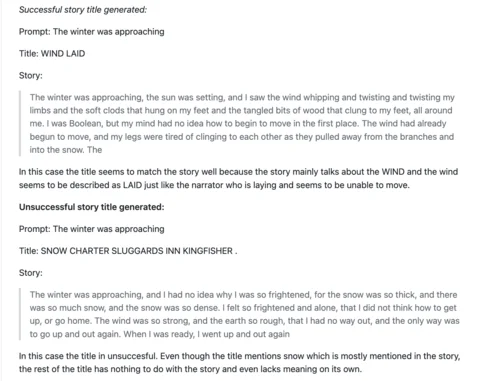 Successful story title generated:
Prompt: The winter was approaching
Title: WIND LAID
Story:
The winter was approaching, the sun was setting, and I saw the wind whipping and twisting and twisting my
limbs and the soft clods that hung on my feet and the tangled bits of wood that clung to my feet, all around
me. I was Boolean, but my mind had no idea how to begin to move in the first place. The wind had already
begun to move, and my legs were tired of clinging to each other as they pulled away from the branches and
into the snow. The
In this case the title seems to match the story well because the story mainly talks about the WIND and the wind
seems to be described as LAID just like the narrator who is laying and seems to be unable to move.
Unsuccessful story title generated:
Prompt: The winter was approaching
Title: SNOW CHARTER SLUGGARDS INN KINGFISHER .
Story:
The winter was approaching, and I had no idea why I was so frightened, for the snow was so thick, and there
was so much snow, and the snow was so dense. I felt so frightened and alone, that I did not think how to get
up, or go home. The wind was so strong, and the earth so rough, that I had no way out, and the only way was
to go up and out again. When I was ready, I went up and out again
In this case the title in unsuccesful. Even though the title mentions snow which is mostly mentioned in the story,
the rest of the title has nothing to do with the story and even lacks meaning on its own.